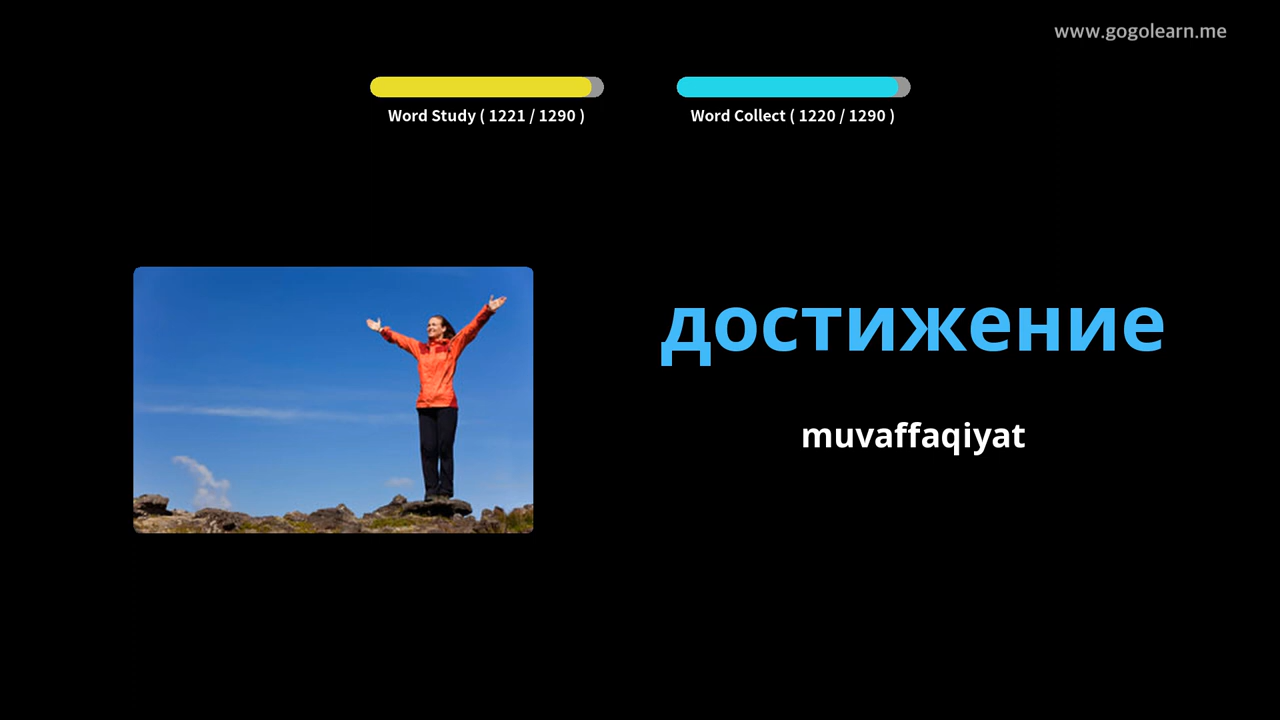 www.gogolearn.me
Word Study ( 1221 / 1290 )
Word Collect ( 1220 / 1290 )
достижение
muvaffaqiyat